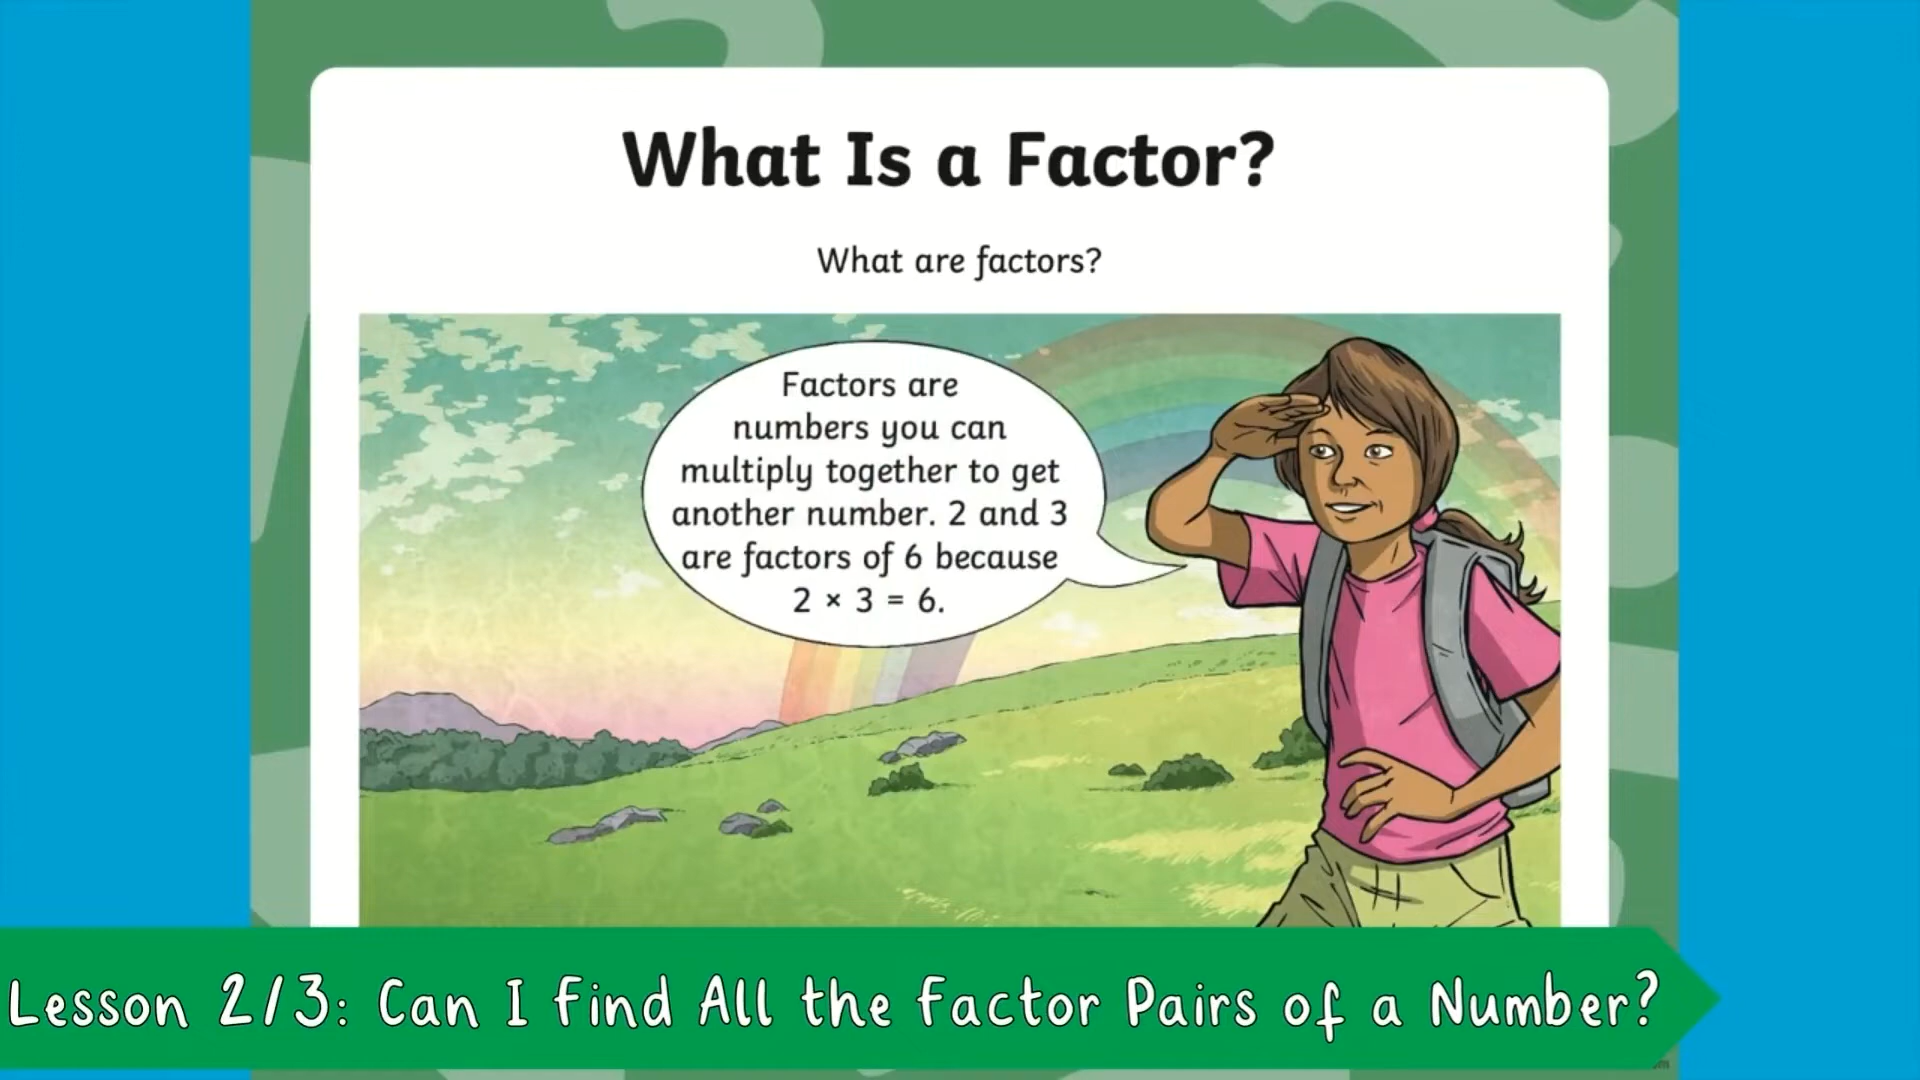 What Is a Factor?
What are factors?
Factors are
numbers you can
multiply together to get
another number. 2 and 3
are factors of 6 because
2 × 3 = 6.
Lesson 2/3: Can I Find All the Factor Pairs of a Number?